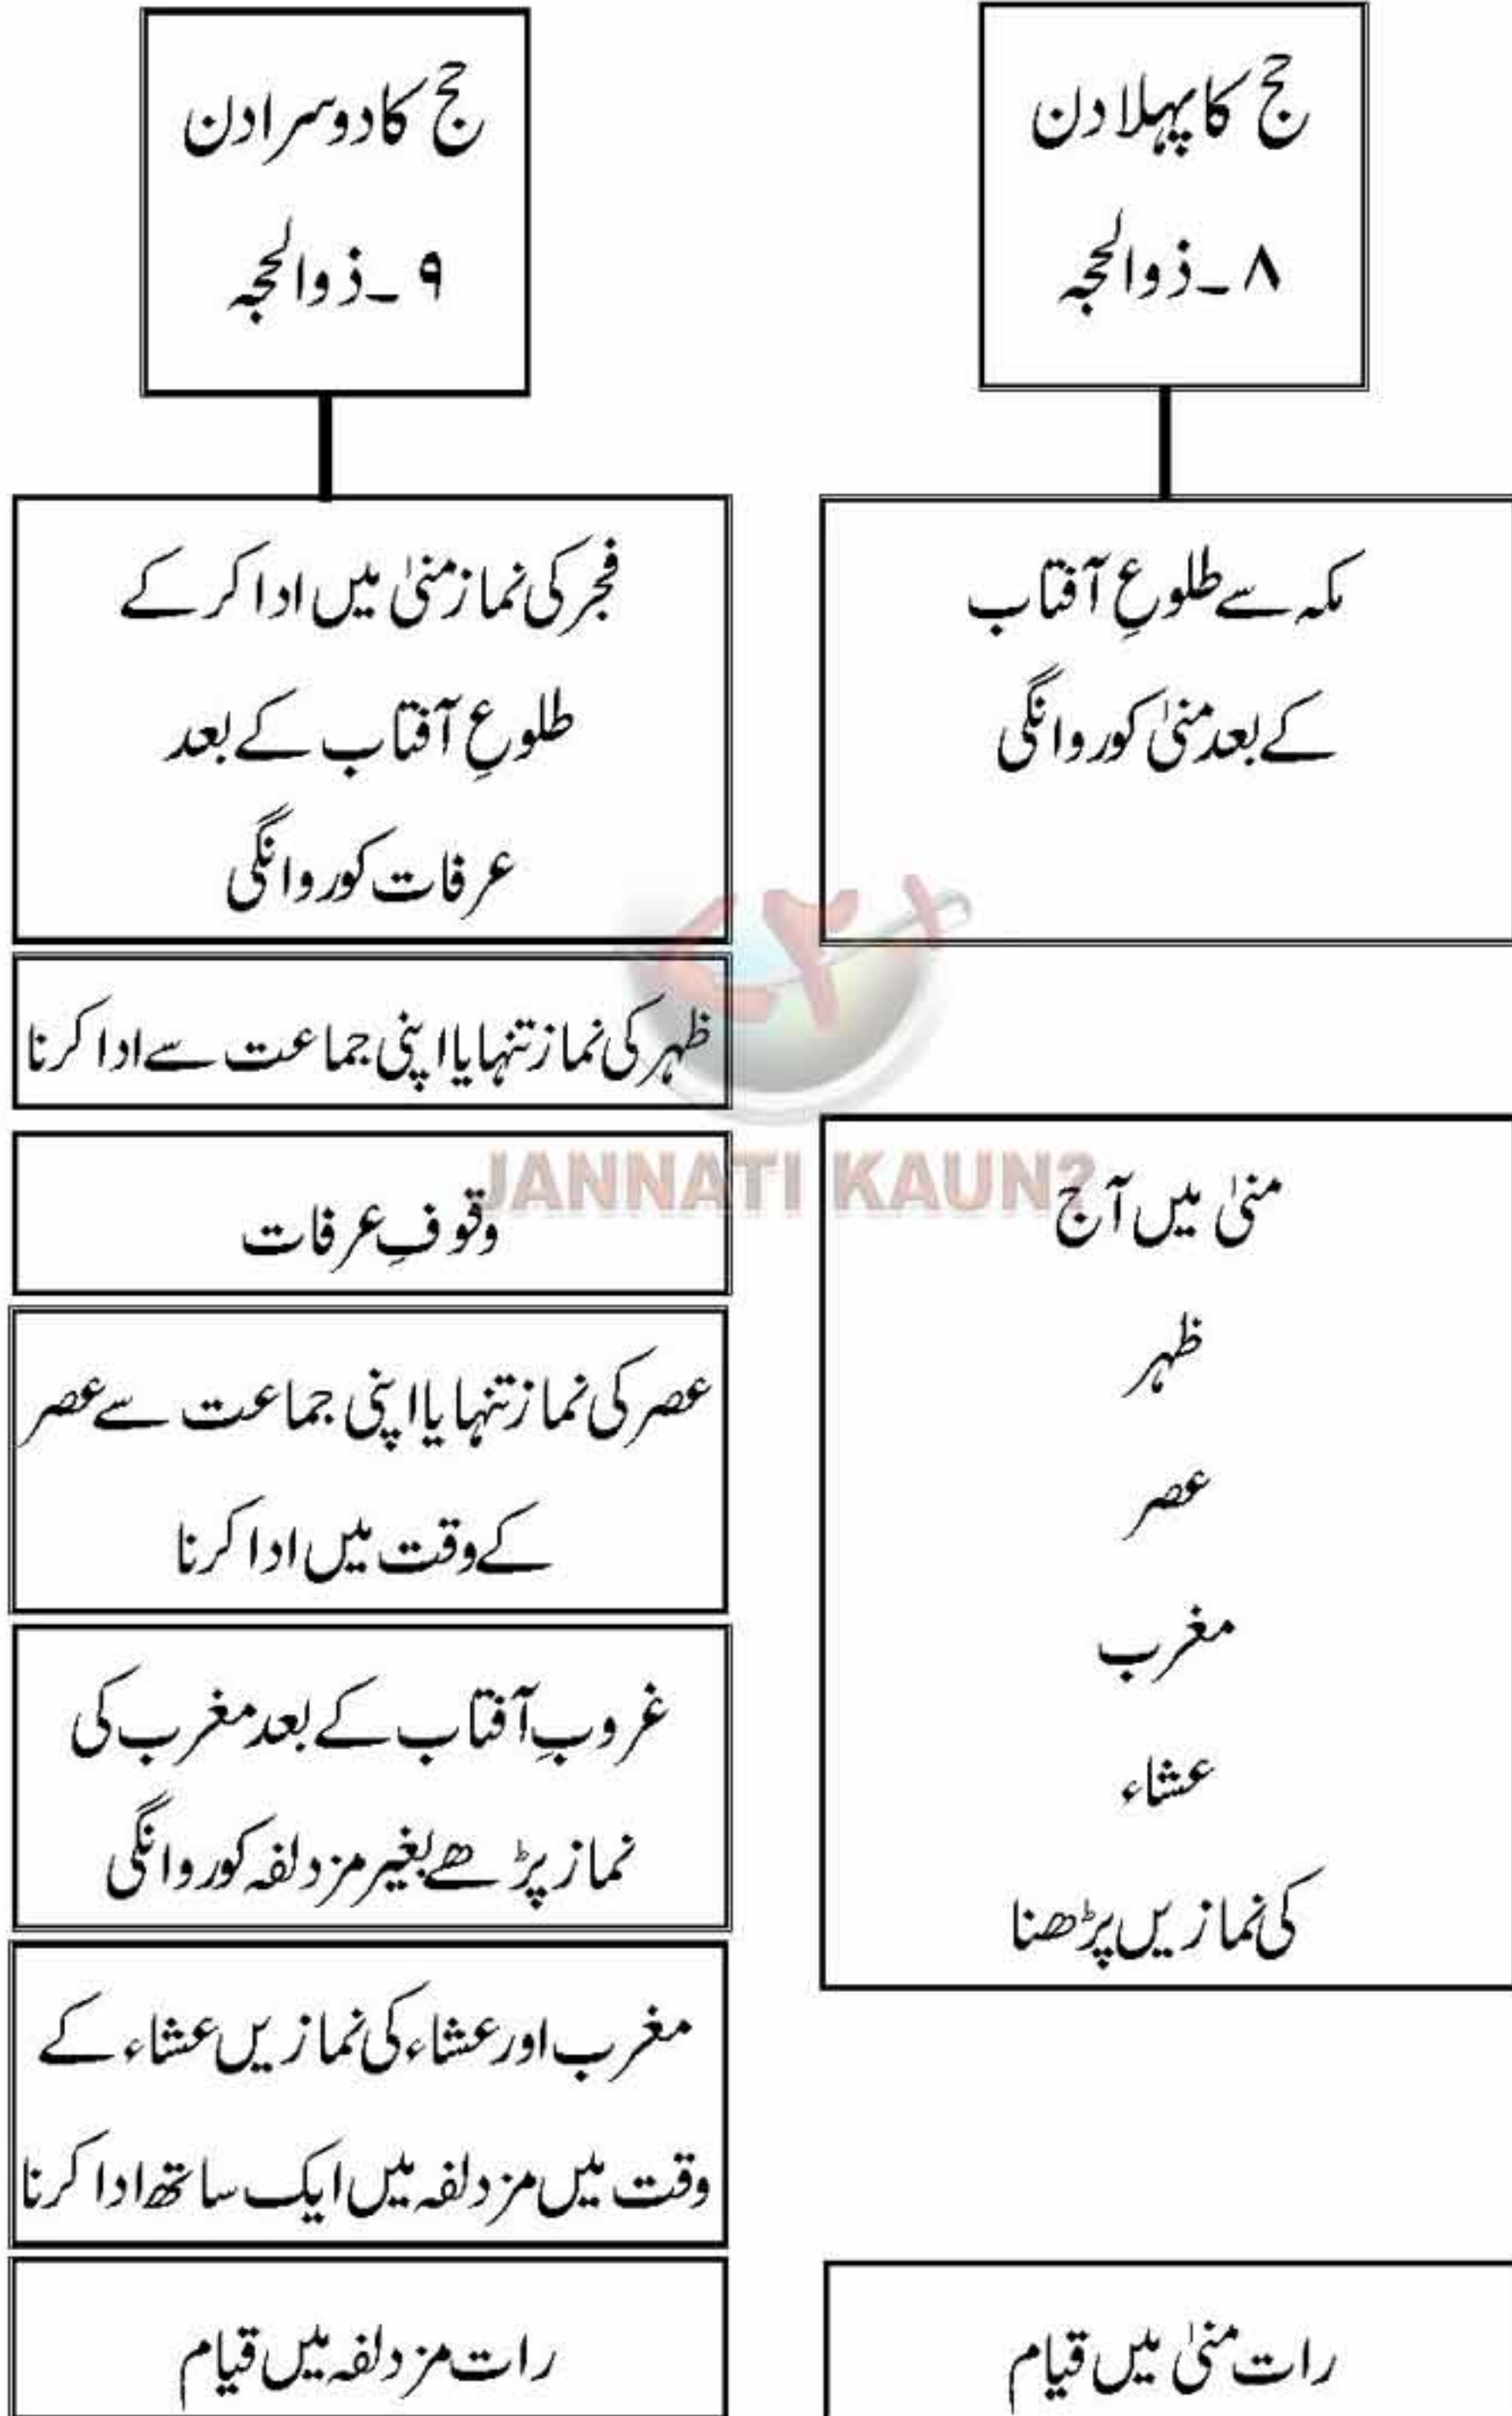 حج کا پہلا دن
۸ ۔ ذوالحجہ
مکہ سے طلوعِ آفتاب
کے بعد منیٰ کو روانگی
منیٰ میں آج
ظہر
عصر
مغرب
عشاء
کی نمازیں پڑھنا
رات منیٰ میں قیام
حج کا دوسرا دن
۹ ۔ ذوالحجہ
فجر کی نماز منیٰ میں ادا کر کے
طلوعِ آفتاب کے بعد
عرفات کو روانگی
ظہر کی نماز تنہا یا اپنی جماعت سے ادا کرنا
وقوفِ عرفات
عصر کی نماز تنہا یا اپنی جماعت سے عصر
کے وقت میں ادا کرنا
غروبِ آفتاب کے بعد مغرب کی
نماز پڑھے بغیر مزدلفہ کو روانگی
مغرب اور عشاء کی نمازیں عشاء کے
وقت میں مزدلفہ میں ایک ساتھ ادا کرنا
رات مزدلفہ میں قیام
JANNATI KAUN?